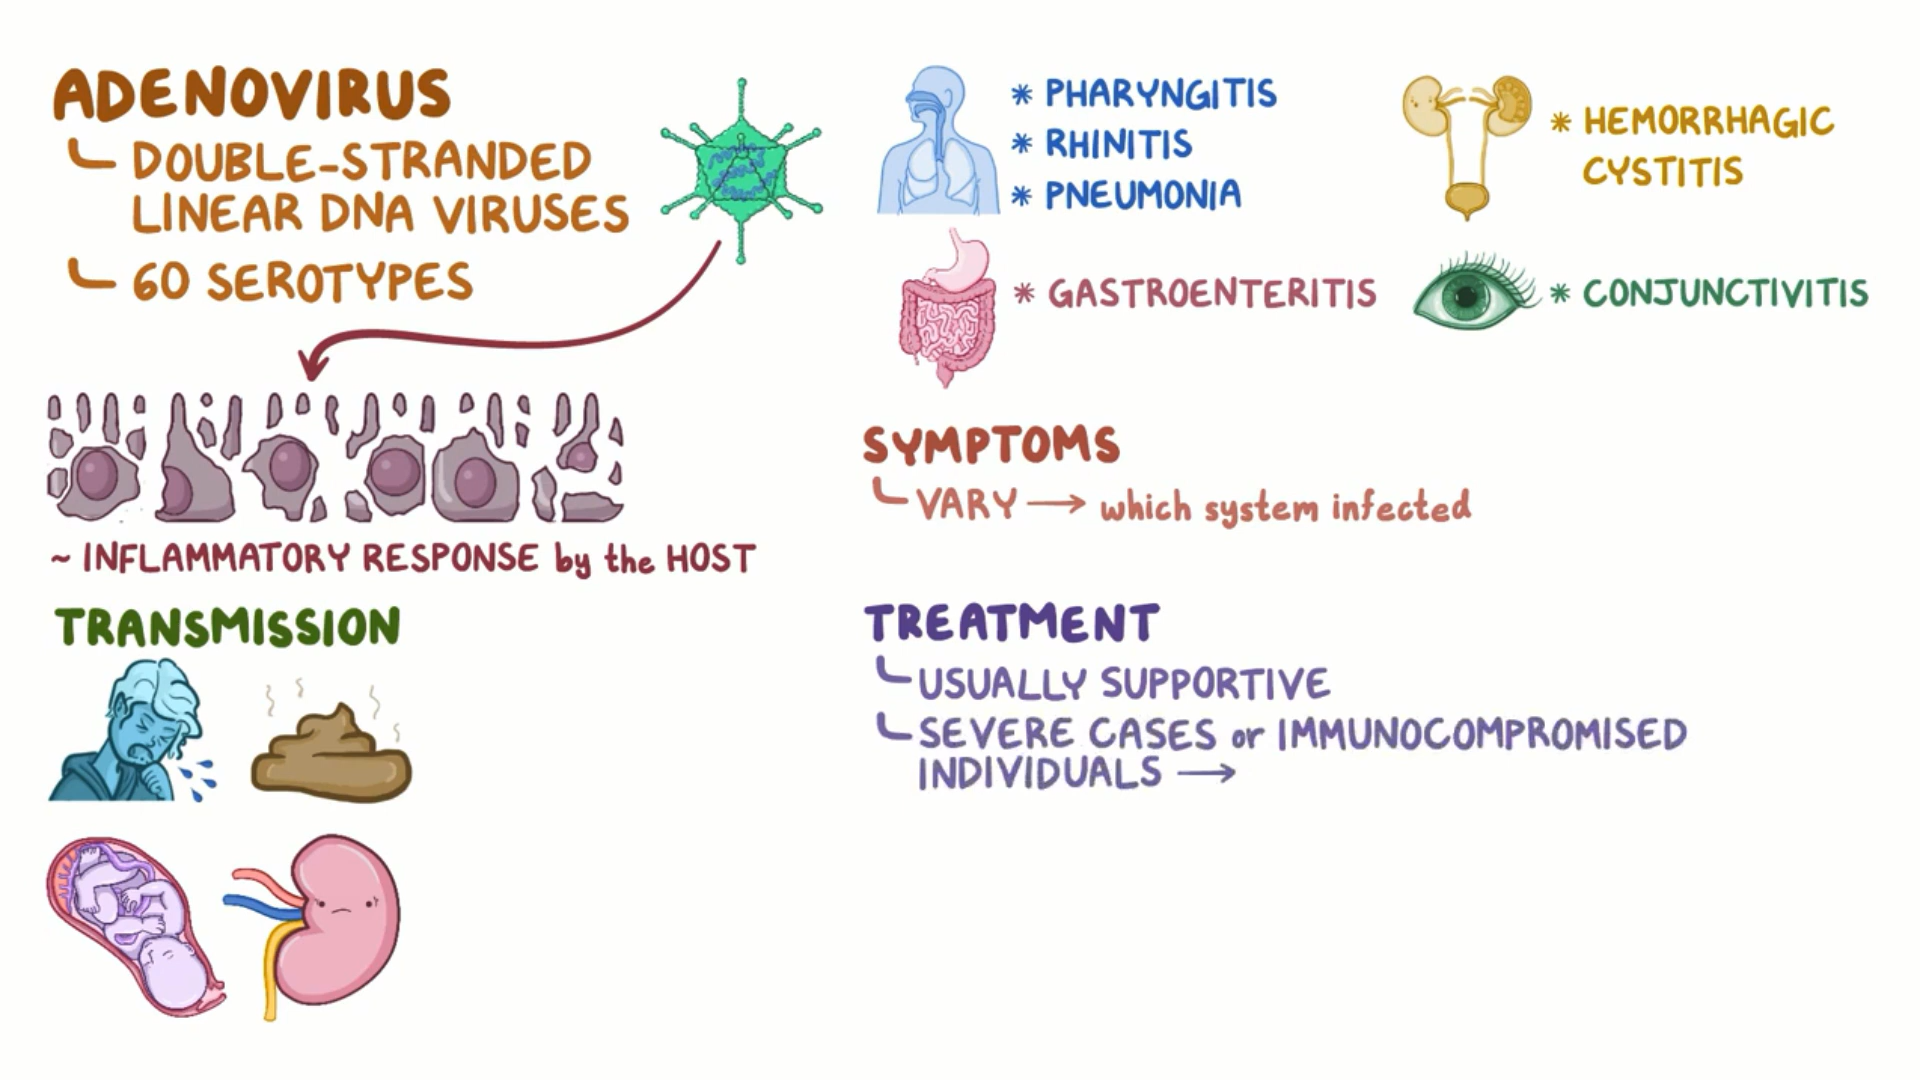 ADENOVIRUS
DOUBLE-STRANDED
LINEAR DNA VIRUSES
60 SEROTYPES
~ INFLAMMATORY RESPONSE by the HOST
TRANSMISSION
* PHARYNGITIS
* RHINITIS
* PNEUMONIA
* HEMORRHAGIC
CYSTITIS
* GASTROENTERITIS
* CONJUNCTIVITIS
SYMPTOMS
VARY → which system infected
TREATMENT
USUALLY SUPPORTIVE
SEVERE CASES or IMMUNOCOMPROMISED
INDIVIDUALS →